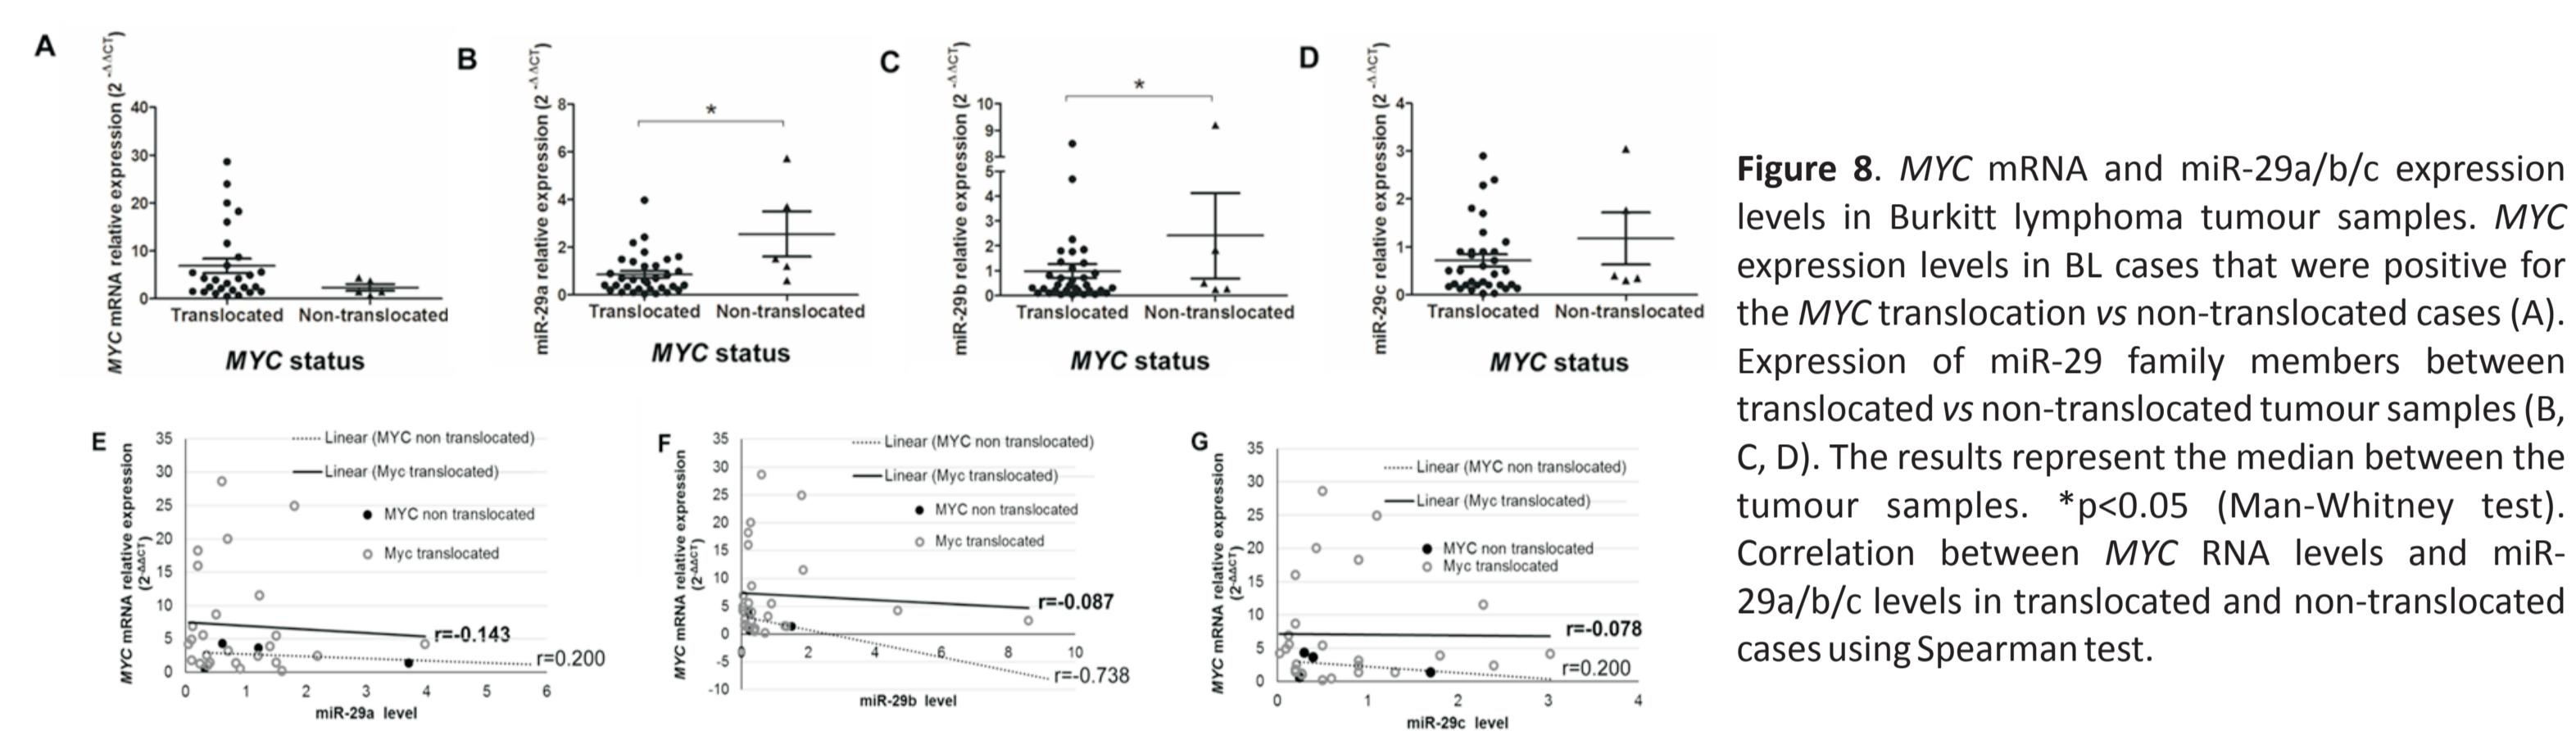 A
MYC mRNA relative expression (2 -ΔΔCT)
40
30
20
10
0
Translocated Non-translocated
MYC status
B
miR-29a relative expression (2 -ΔΔCT)
8
6
4
2
0
*
Translocated Non-translocated
MYC status
C
miR-29b relative expression (2 -ΔΔCT)
10
9
8
5
4
3
2
1
0
*
Translocated Non-translocated
MYC status
D
miR-29c relative expression (2 -ΔΔCT)
4
3
2
1
0
Translocated Non-translocated
MYC status
E
MYC mRNA relative expression
(2-ΔΔCT)
35
30
25
20
15
10
5
0
Linear (MYC non translocated)
Linear (Myc translocated)
MYC non translocated
Myc translocated
r=-0.143
r=0.200
0 1 2 3 4 5 6
miR-29a level
F
MYC mRNA relative expression
(2-ΔΔCT)
35
30
25
20
15
10
5
0
-5
-10
Linear (MYC non translocated)
Linear (Myc translocated)
MYC non translocated
Myc translocated
r=-0.087
0 2 4 6 8 10
r=-0.738
miR-29b level
G
MYC mRNA relative expression
(2-ΔΔCT)
35
30
25
20
15
10
5
0
Linear (MYC non translocated)
Linear (Myc translocated)
MYC non translocated
Myc translocated
r=-0.078
r=0.200
0 1 2 3 4
miR-29c level
Figure 8. MYC mRNA and miR-29a/b/c expression
levels in Burkitt lymphoma tumour samples. MYC
expression levels in BL cases that were positive for
the MYC translocation vs non-translocated cases (A).
Expression of miR-29 family members between
translocated vs non-translocated tumour samples (B,
C, D). The results represent the median between the
tumour samples. *p<0.05 (Man-Whitney test).
Correlation between MYC RNA levels and miR-
29a/b/c levels in translocated and non-translocated
cases using Spearman test.